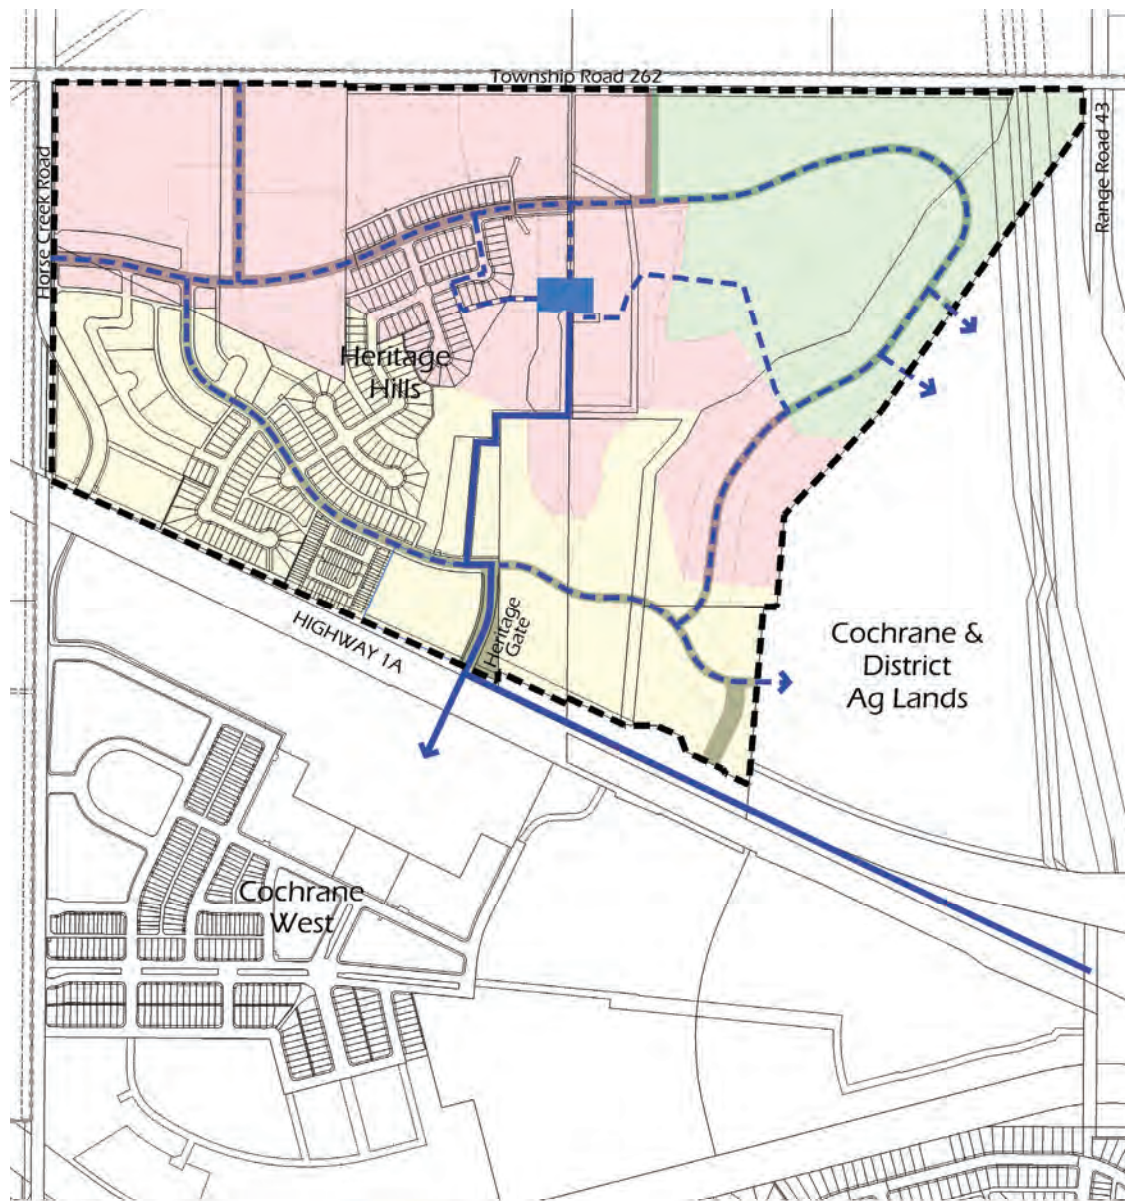 Township Road 262
Horse Creek Road
Range Road 43
Heritage
Hills
Heritage
Gate
HIGHWAY 1A
Cochrane &
District
Ag Lands
Cochrane
West